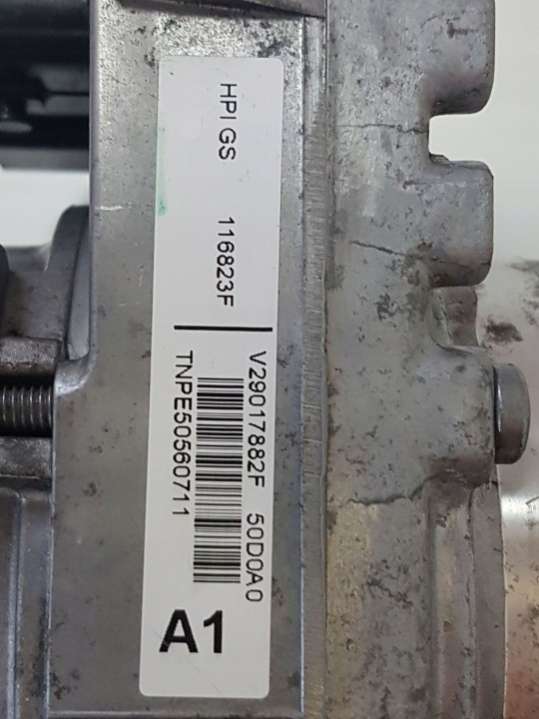 HPI GS 116823F
V29017882F 50D0A0
TNPE50560711
A1